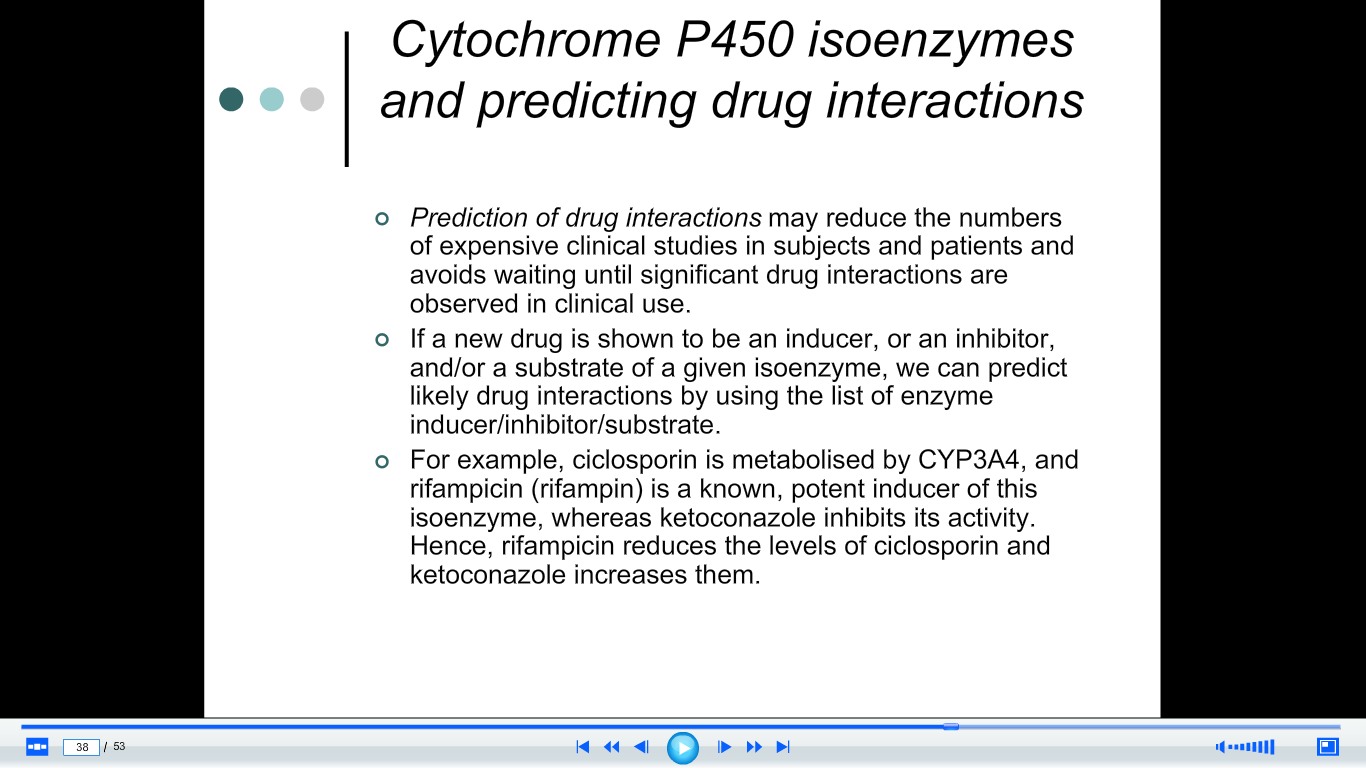 Cytochrome P450 isoenzymes
and predicting drug interactions
Prediction of drug interactions may reduce the numbers
of expensive clinical studies in subjects and patients and
avoids waiting until significant drug interactions are
observed in clinical use.
If a new drug is shown to be an inducer, or an inhibitor,
and/or a substrate of a given isoenzyme, we can predict
likely drug interactions by using the list of enzyme
inducer/inhibitor/substrate.
For example, ciclosporin is metabolised by CYP3A4, and
rifampicin (rifampin) is a known, potent inducer of this
isoenzyme, whereas ketoconazole inhibits its activity.
Hence, rifampicin reduces the levels of ciclosporin and
ketoconazole increases them.
38 / 53